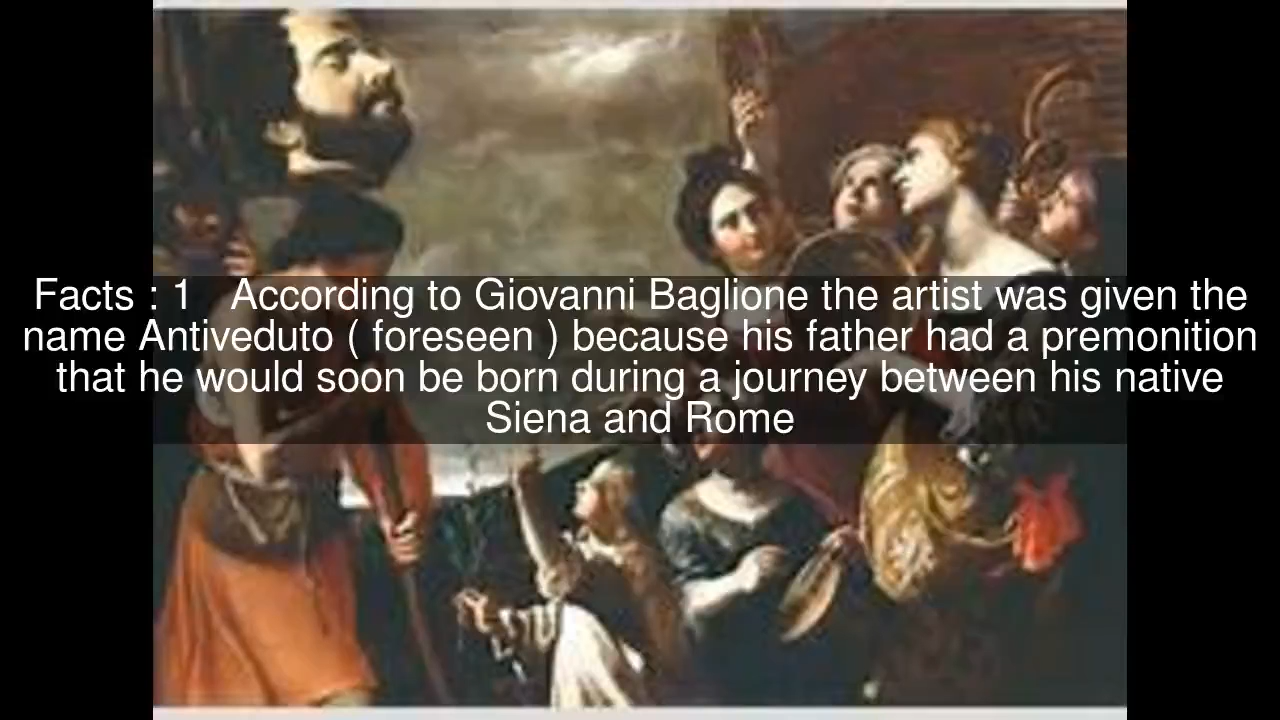 Facts : 1   According to Giovanni Baglione the artist was given the
name Antiveduto ( foreseen ) because his father had a premonition
that he would soon be born during a journey between his native
Siena and Rome